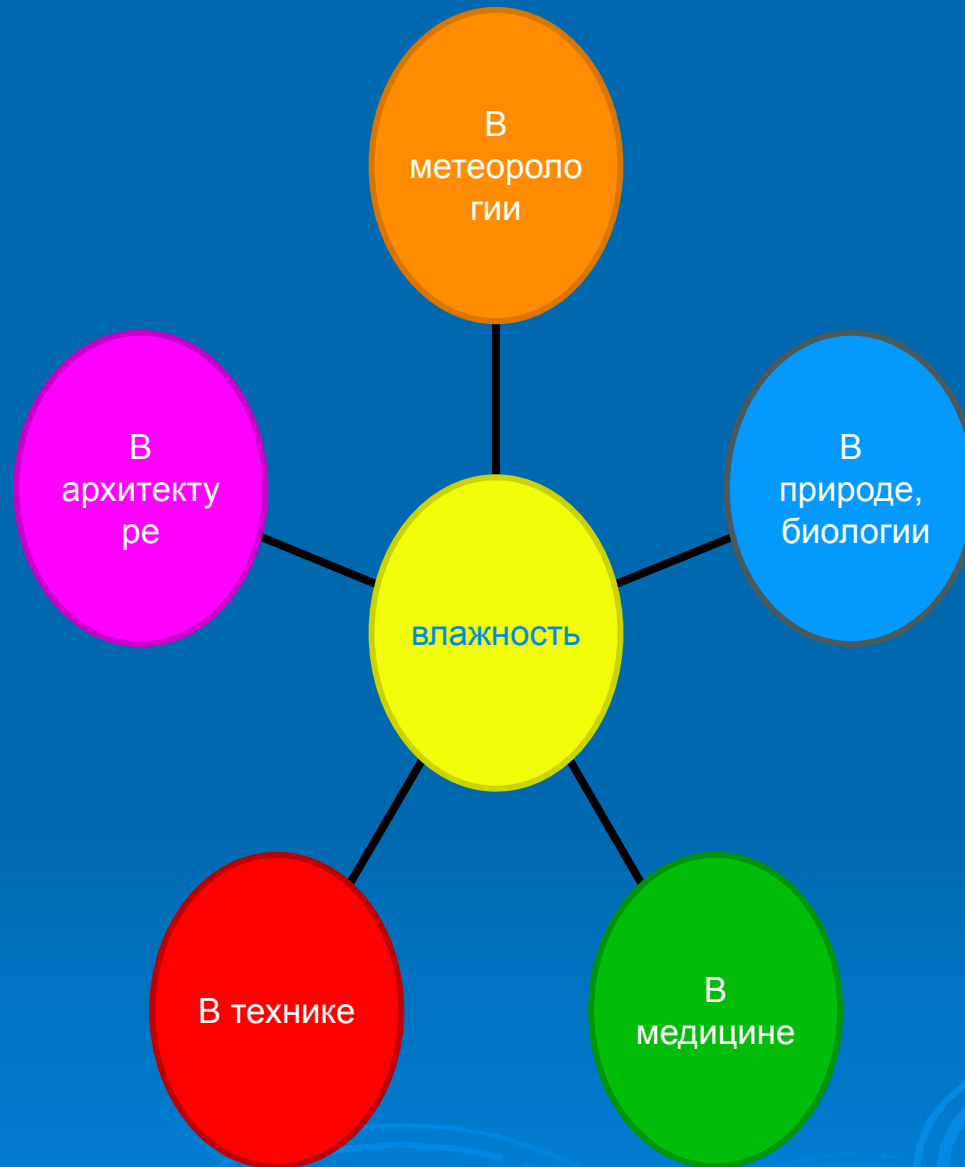 В
метеороло
гии
В
архитекту
ре
В
природе,
биологии
влажность
В технике
В
медицине